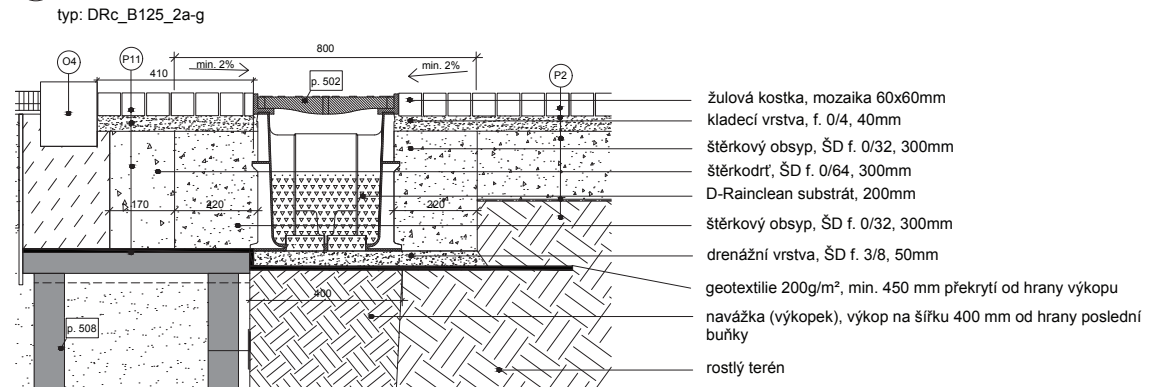 typ: DRc_B125_2a-g
800
O4
P11
min. 2%
min. 2%
P2
410
p. 502
žulová kostka, mozaika 60x60mm
kladecí vrstva, f. 0/4, 40mm
štěrkový obsyp, ŠD f. 0/32, 300mm
štěrkodrť, ŠD f. 0/64, 300mm
D-Rainclean substrát, 200mm
170
220
220
štěrkový obsyp, ŠD f. 0/32, 300mm
drenážní vrstva, ŠD f. 3/8, 50mm
geotextilie 200g/m², min. 450 mm překrytí od hrany výkopu
400
navážka (výkopek), výkop na šířku 400 mm od hrany poslední
buňky
p. 508
rostlý terén